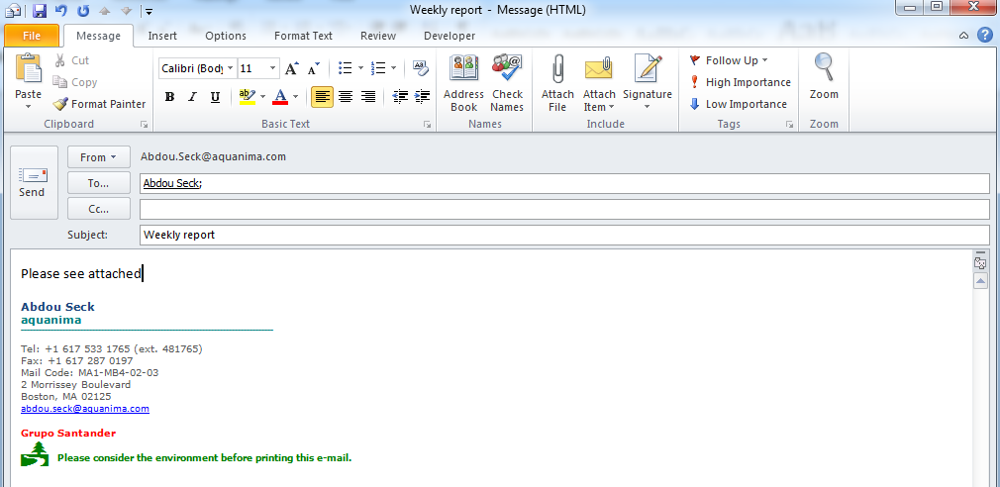 Weekly report - Message (HTML)
File Message Insert Options Format Text Review Developer
Paste
Cut
Copy
Format Painter
Clipboard
Calibri (Body 11
B I U
Basic Text
Address Book
Check Names
Names
Attach File
Attach Item
Signature
Include
Follow Up
High Importance
Low Importance
Tags
Zoom
Zoom
Send
From Abdou.Seck@aquanima.com
To... Abdou Seck;
Cc...
Subject: Weekly report
Please see attached
Abdou Seck
aquanima
Tel: +1 617 533 1765 (ext. 481765)
Fax: +1 617 287 0197
Mail Code: MA1-MB4-02-03
2 Morrissey Boulevard
Boston, MA 02125
abdou.seck@aquanima.com
Grupo Santander
Please consider the environment before printing this e-mail.